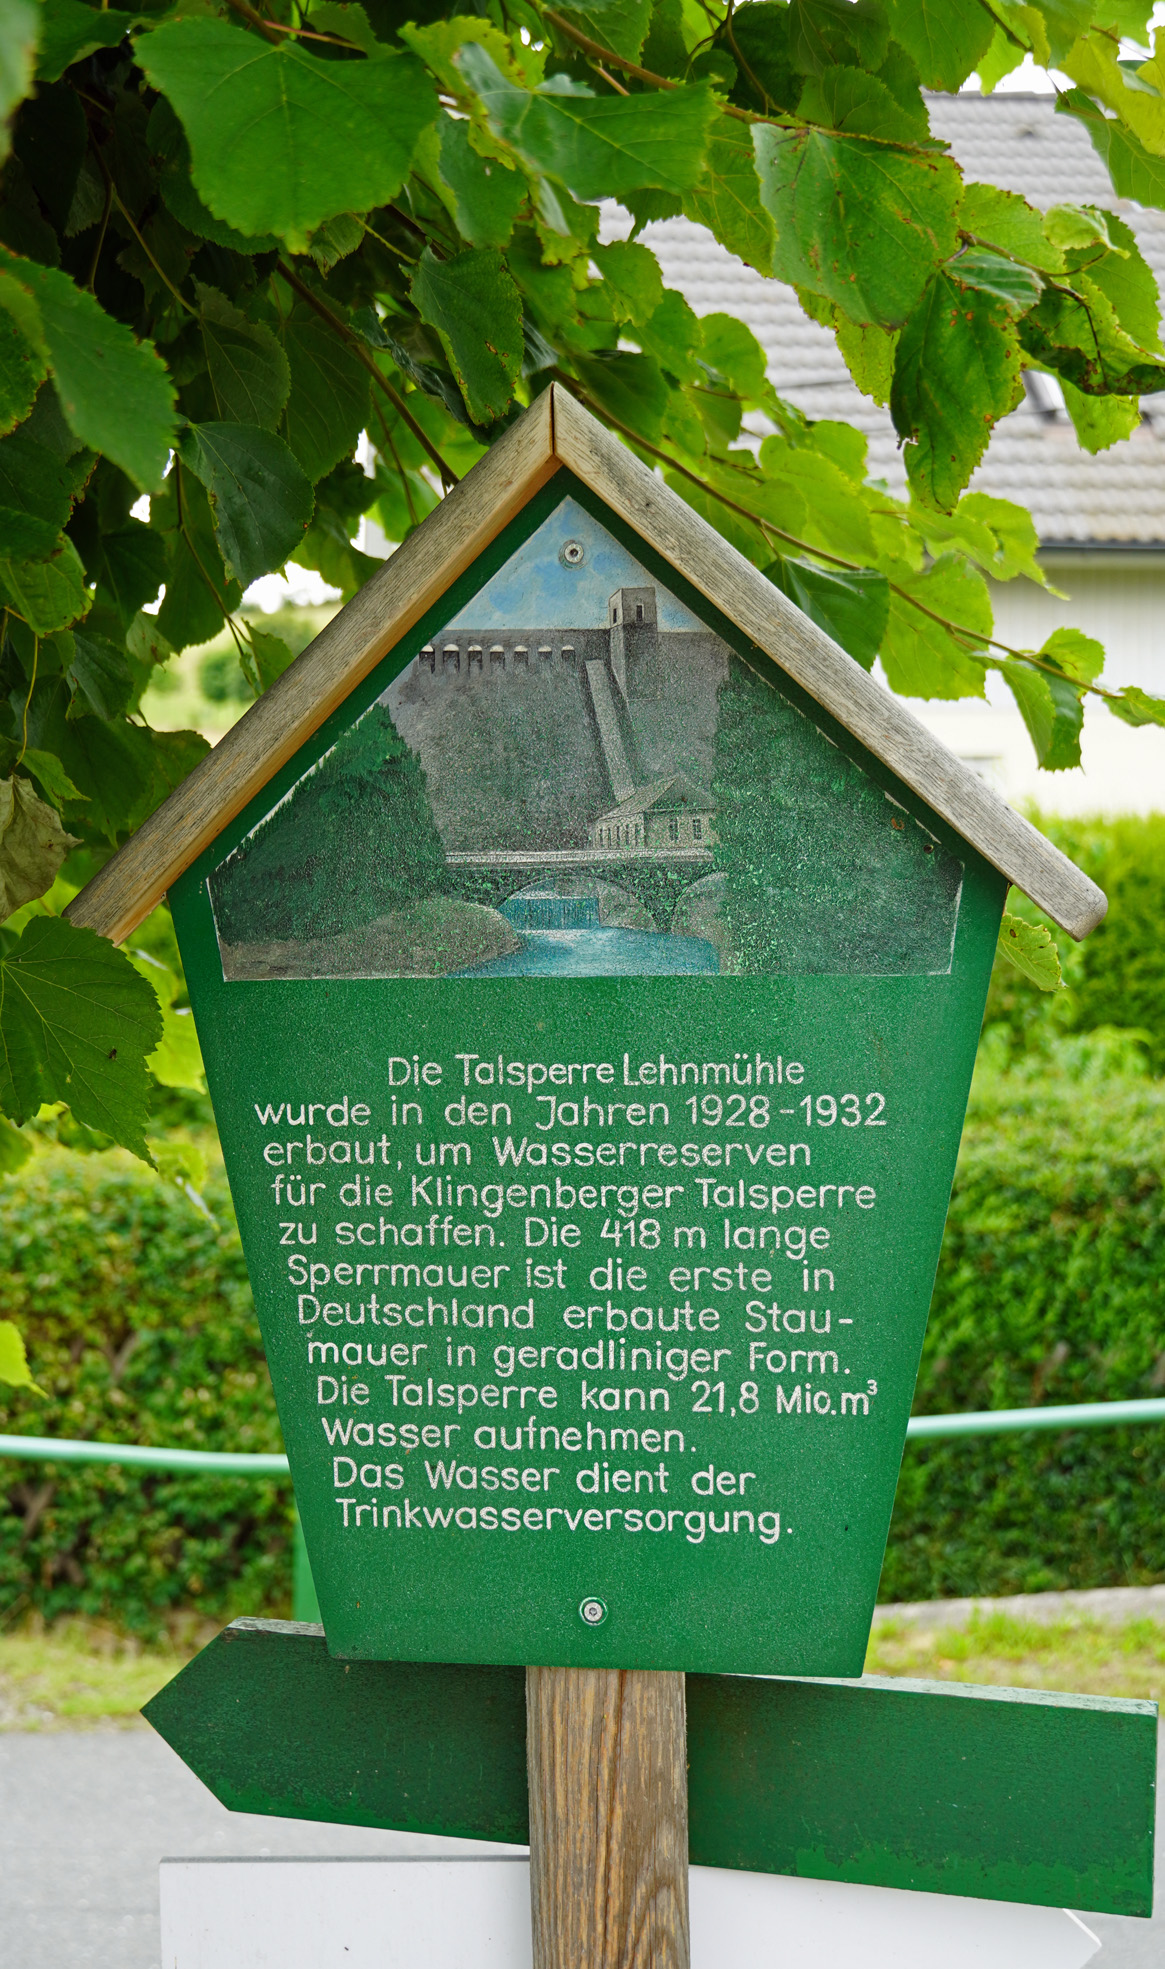 Die Talsperre Lehnmühle
wurde in den Jahren 1928-1932
erbaut, um Wasserreserven
für die Klingenberger Talsperre
zu schaffen. Die 418 m lange
Sperrmauer ist die erste in
Deutschland erbaute Stau-
mauer in geradliniger Form.
Die Talsperre kann 21,8 Mio.m³
Wasser aufnehmen.
Das Wasser dient der
Trinkwasserversorgung.